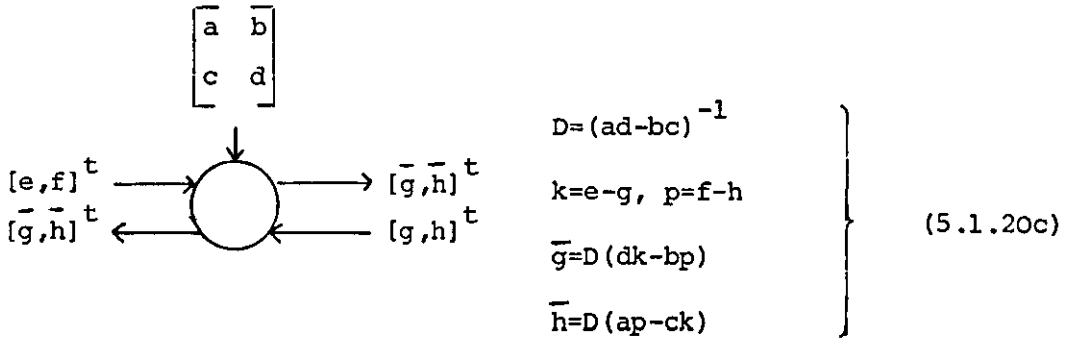 a b
c d
[e,f]^t
[g̅,h̅]^t
[g̅,h̅]^t
[g,h]^t
D=(ad-bc)^-1
k=e-g, p=f-h
g̅=D(dk-bp)
h̅=D(ap-ck)
(5.1.20c)